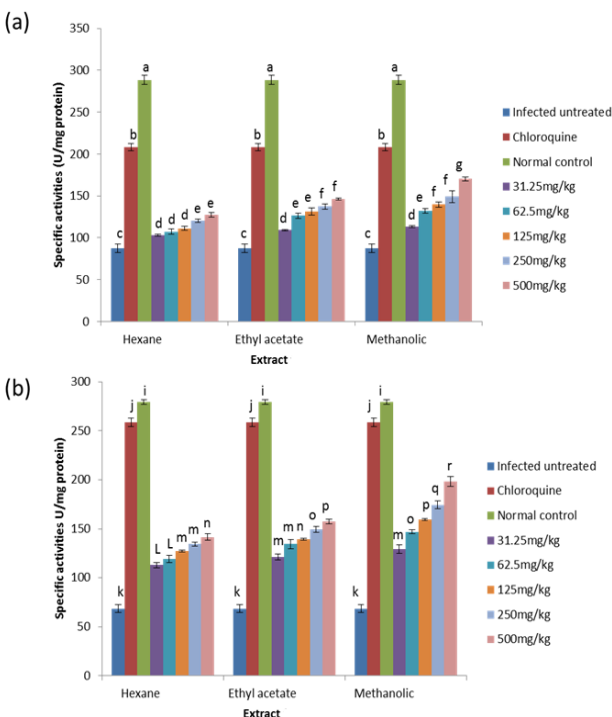 (a)
350
300
250
200
150
100
50
0
Specific activities (U/mg protein)
b a c d d d e e
b a c d e e f f
b a c d e f f g
Hexane Ethyl acetate Methanolic
Extract
Infected untreated
Chloroquine
Normal control
31.25mg/kg
62.5mg/kg
125mg/kg
250mg/kg
500mg/kg
(b)
300
250
200
150
100
50
0
Specific activities U/mg protein)
k j i L L m m n
k j i m m n o p
k j i m o p q r
Hexane Ethyl acetate Methanolic
Extract
Infected untreated
Chloroquine
Normal control
31.25mg/kg
62.5mg/kg
125mg/kg
250mg/kg
500mg/kg